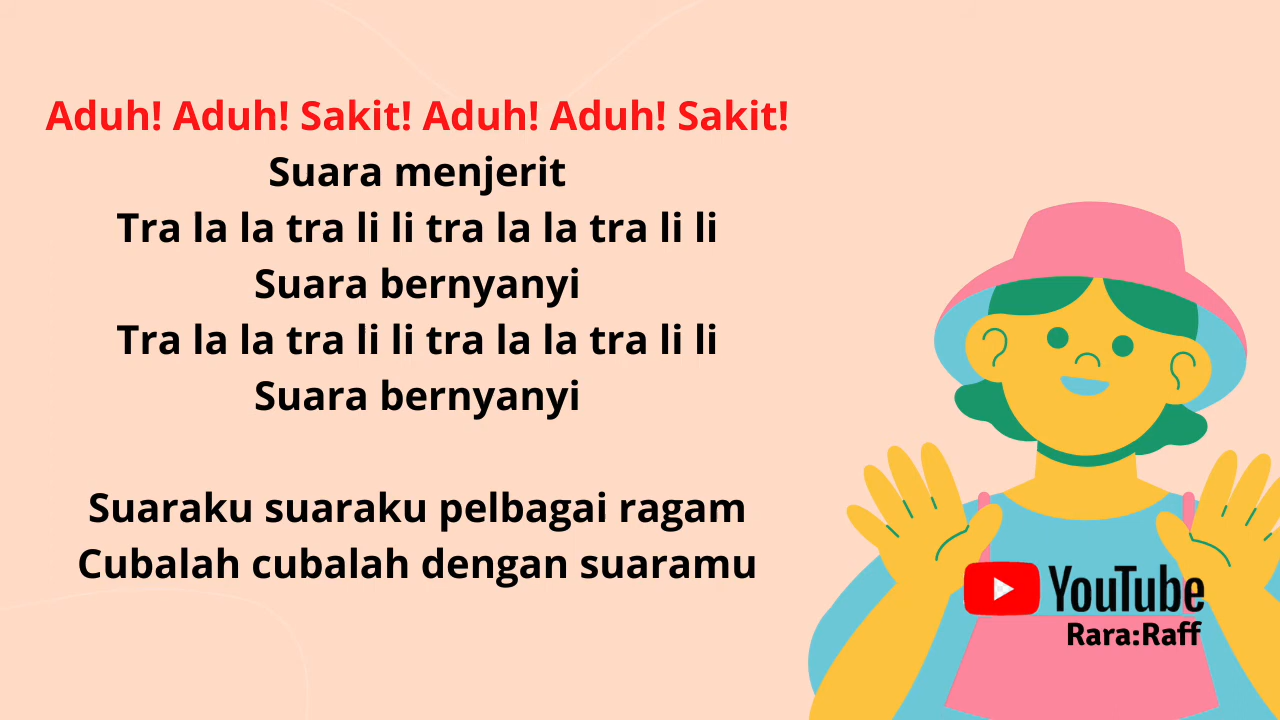 Aduh! Aduh! Sakit! Aduh! Aduh! Sakit!
Suara menjerit
Tra la la tra li li tra la la tra li li
Suara bernyanyi
Tra la la tra li li tra la la tra li li
Suara bernyanyi
Suaraku suaraku pelbagai ragam
Cubalah cubalah dengan suaramu
YouTube
Rara:Raff